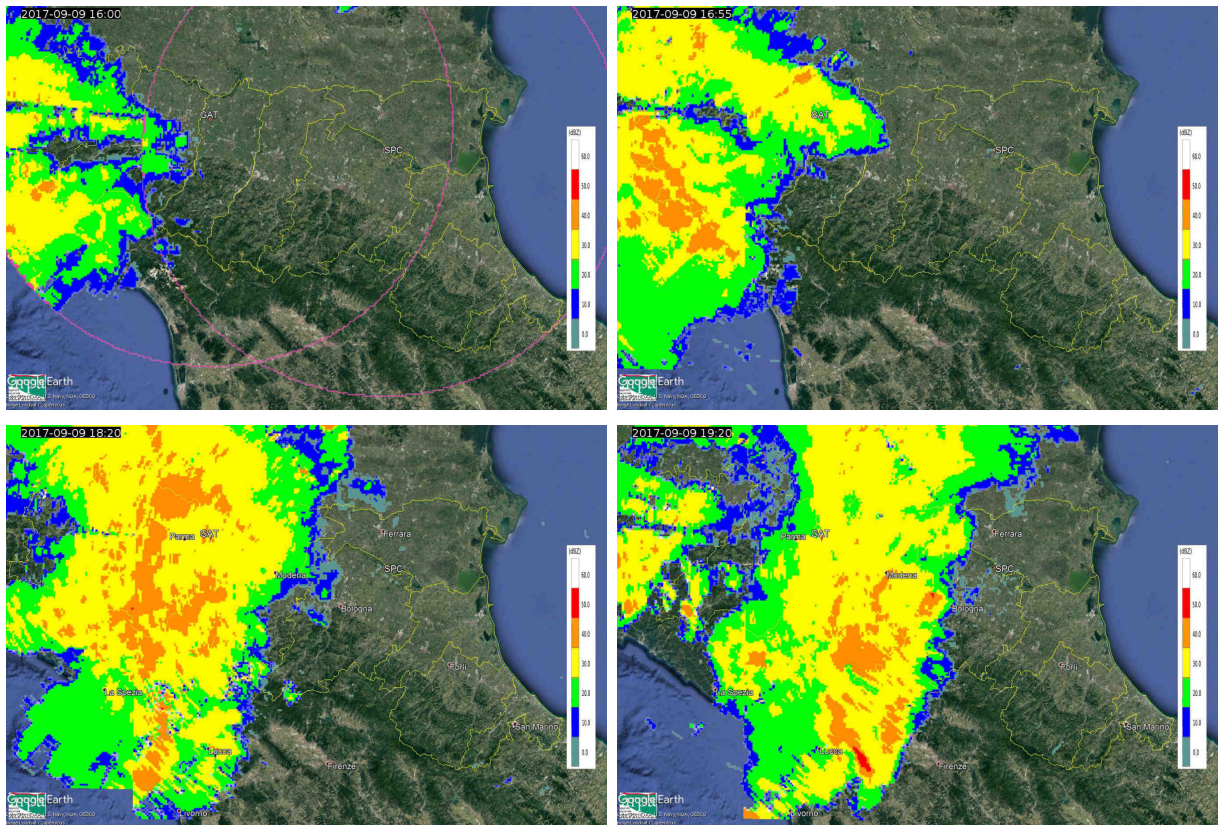 2017-09-09 16:00
GAT
SPC
(dBZ)
60.0
50.0
40.0
30.0
20.0
10.0
0.0
Google Earth
2017-09-09 16:55
GAT
SPC
(dBZ)
60.0
50.0
40.0
30.0
20.0
10.0
0.0
Google Earth
2017-09-09 18:20
Parma GAT
Ferrara
Modena
SPC
Bologna
Forlì
La Spezia
San Marino
Lucca
Firenze
Livorno
(dBZ)
60.0
50.0
40.0
30.0
20.0
10.0
0.0
Google Earth
2017-09-09 19:20
Parma GAT
Ferrara
Modena
SPC
Bologna
Forlì
La Spezia
San Marino
Lucca
Firenze
Livorno
(dBZ)
60.0
50.0
40.0
30.0
20.0
10.0
0.0
Google Earth